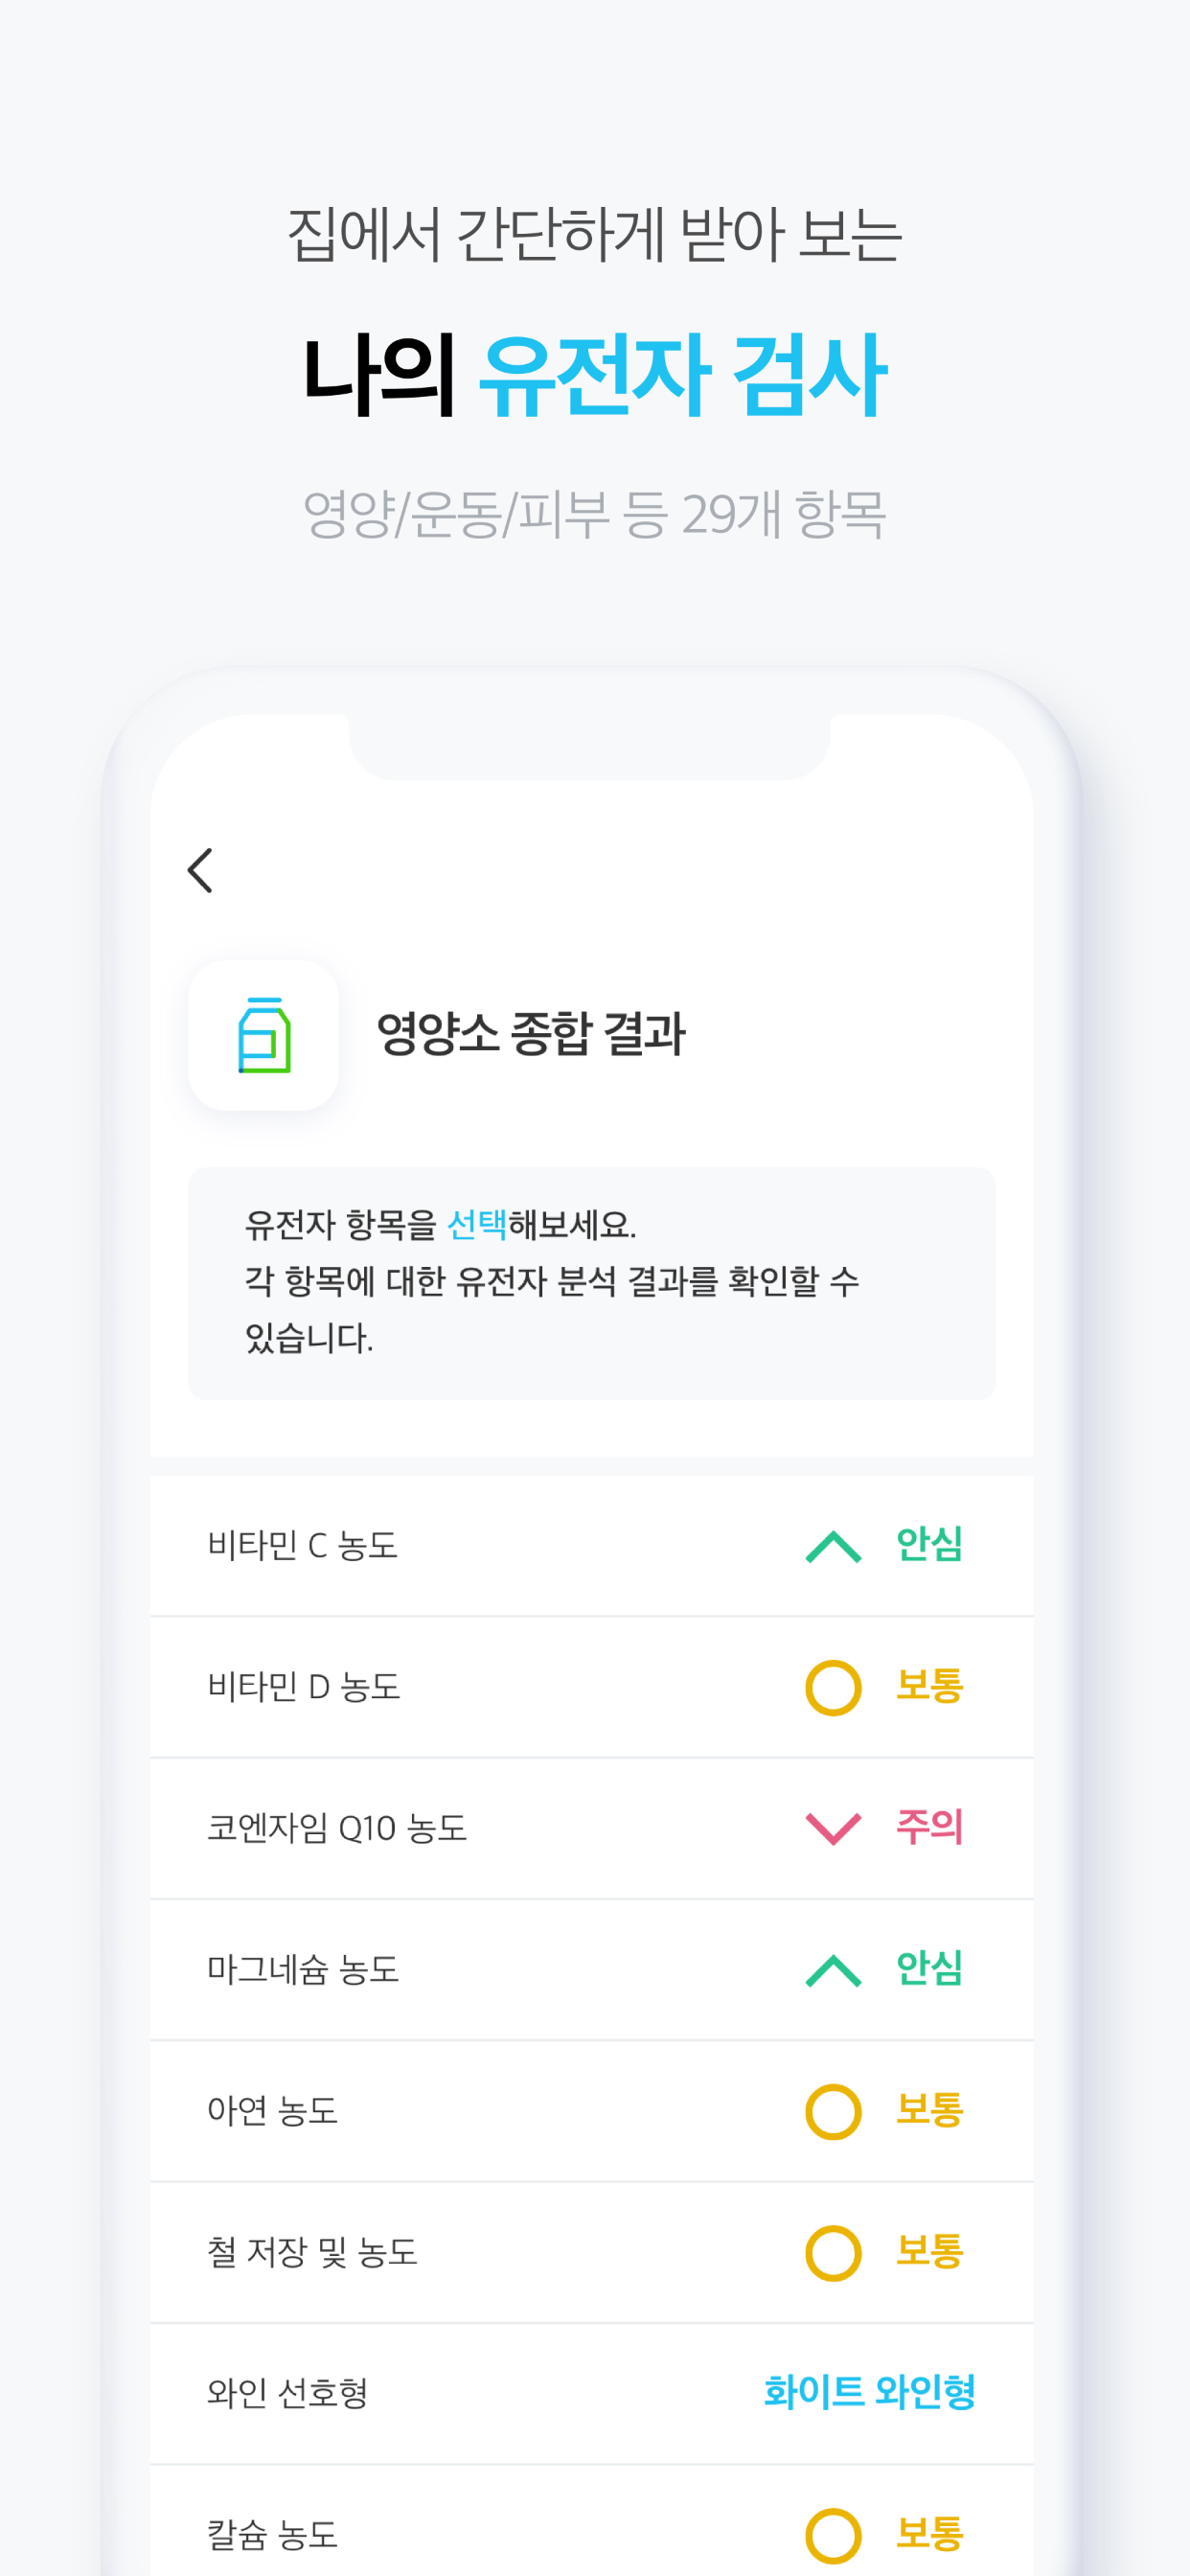 집에서 간단하게 받아 보는
나의 유전자 검사
영양/운동/피부 등 29개 항목
영양소 종합 결과
유전자 항목을 선택해보세요.
각 항목에 대한 유전자 분석 결과를 확인할 수
있습니다.
비타민 C 농도 안심
비타민 D 농도 보통
코엔자임 Q10 농도 주의
마그네슘 농도 안심
아연 농도 보통
철 저장 및 농도 보통
와인 선호형 화이트 와인형
칼슘 농도 보통